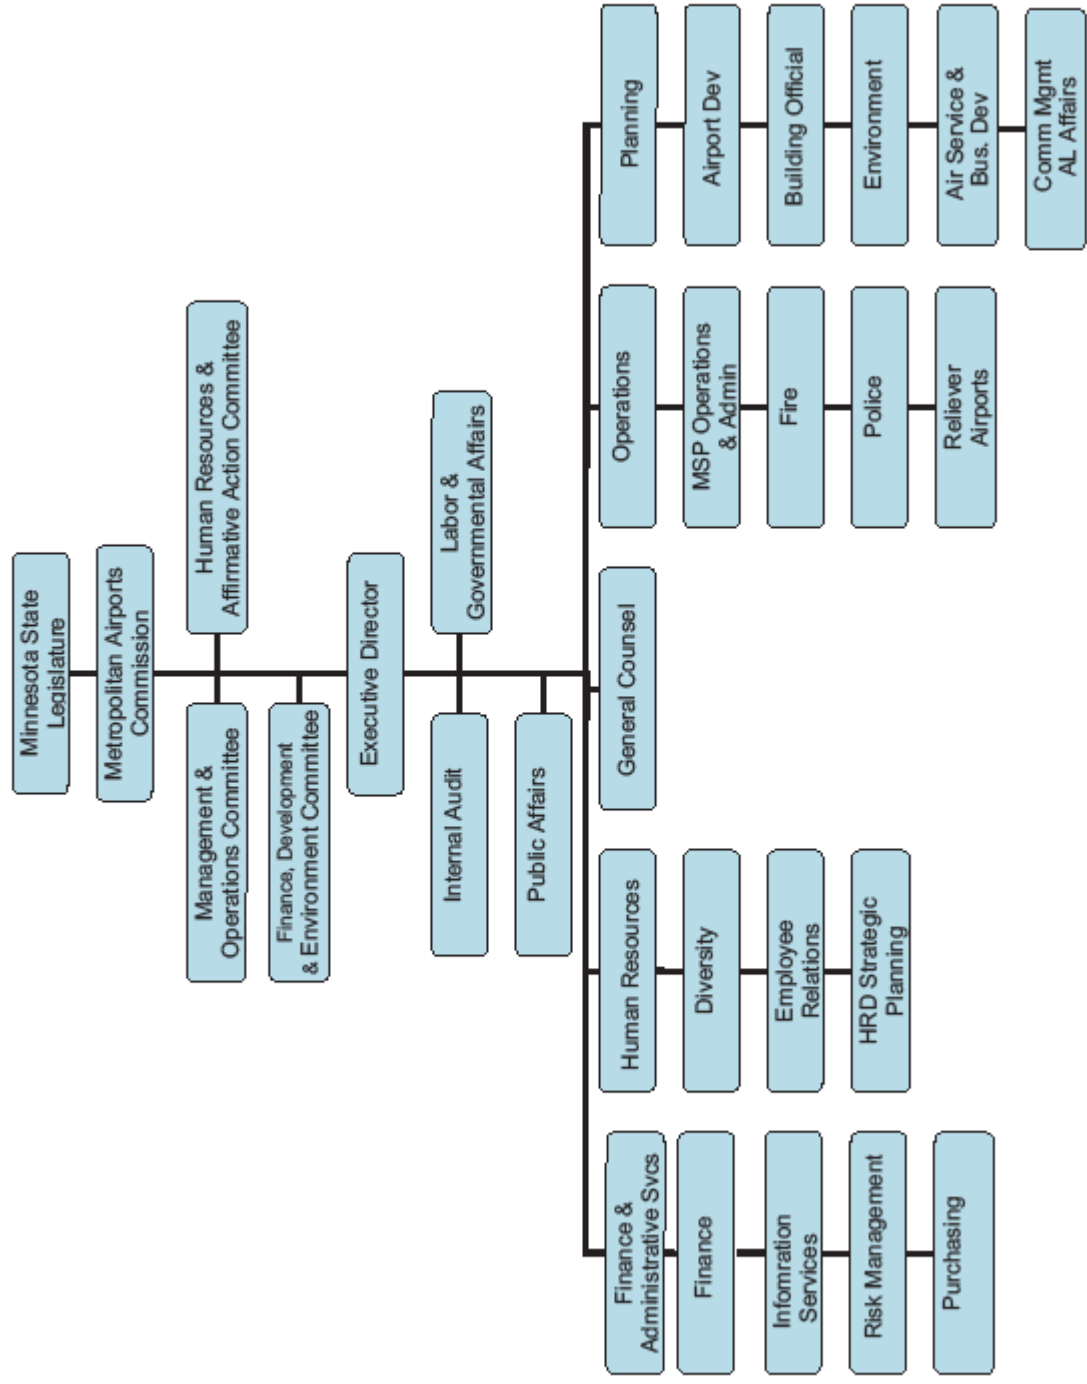 Minnesota State
Legislature
Metropolitan Airports
Commission
Management &
Operations Committee
Human Resources &
Affirmative Action Committee
Finance, Development
& Environment Committee
Executive Director
Internal Audit
Labor &
Governmental Affairs
Public Affairs
Finance &
Administrative Svcs
Finance
Infomration
Services
Risk Management
Purchasing
Human Resources
Diversity
Employee
Relations
HRD Strategic
Planning
General Counsel
Operations
MSP Operations
& Admin
Fire
Police
Reliever
Airports
Planning
Airport Dev
Building Official
Environment
Air Service &
Bus. Dev
Comm Mgmt
AL Affairs